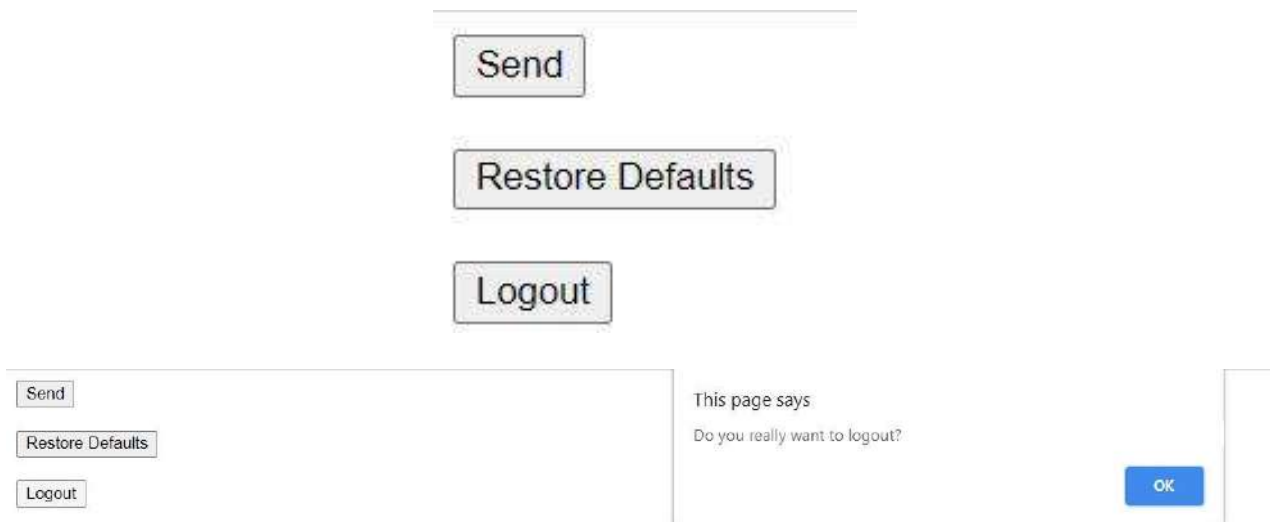 Send
Restore Defaults
Logout
Send
Restore Defaults
Logout
This page says
Do you really want to logout?
OK